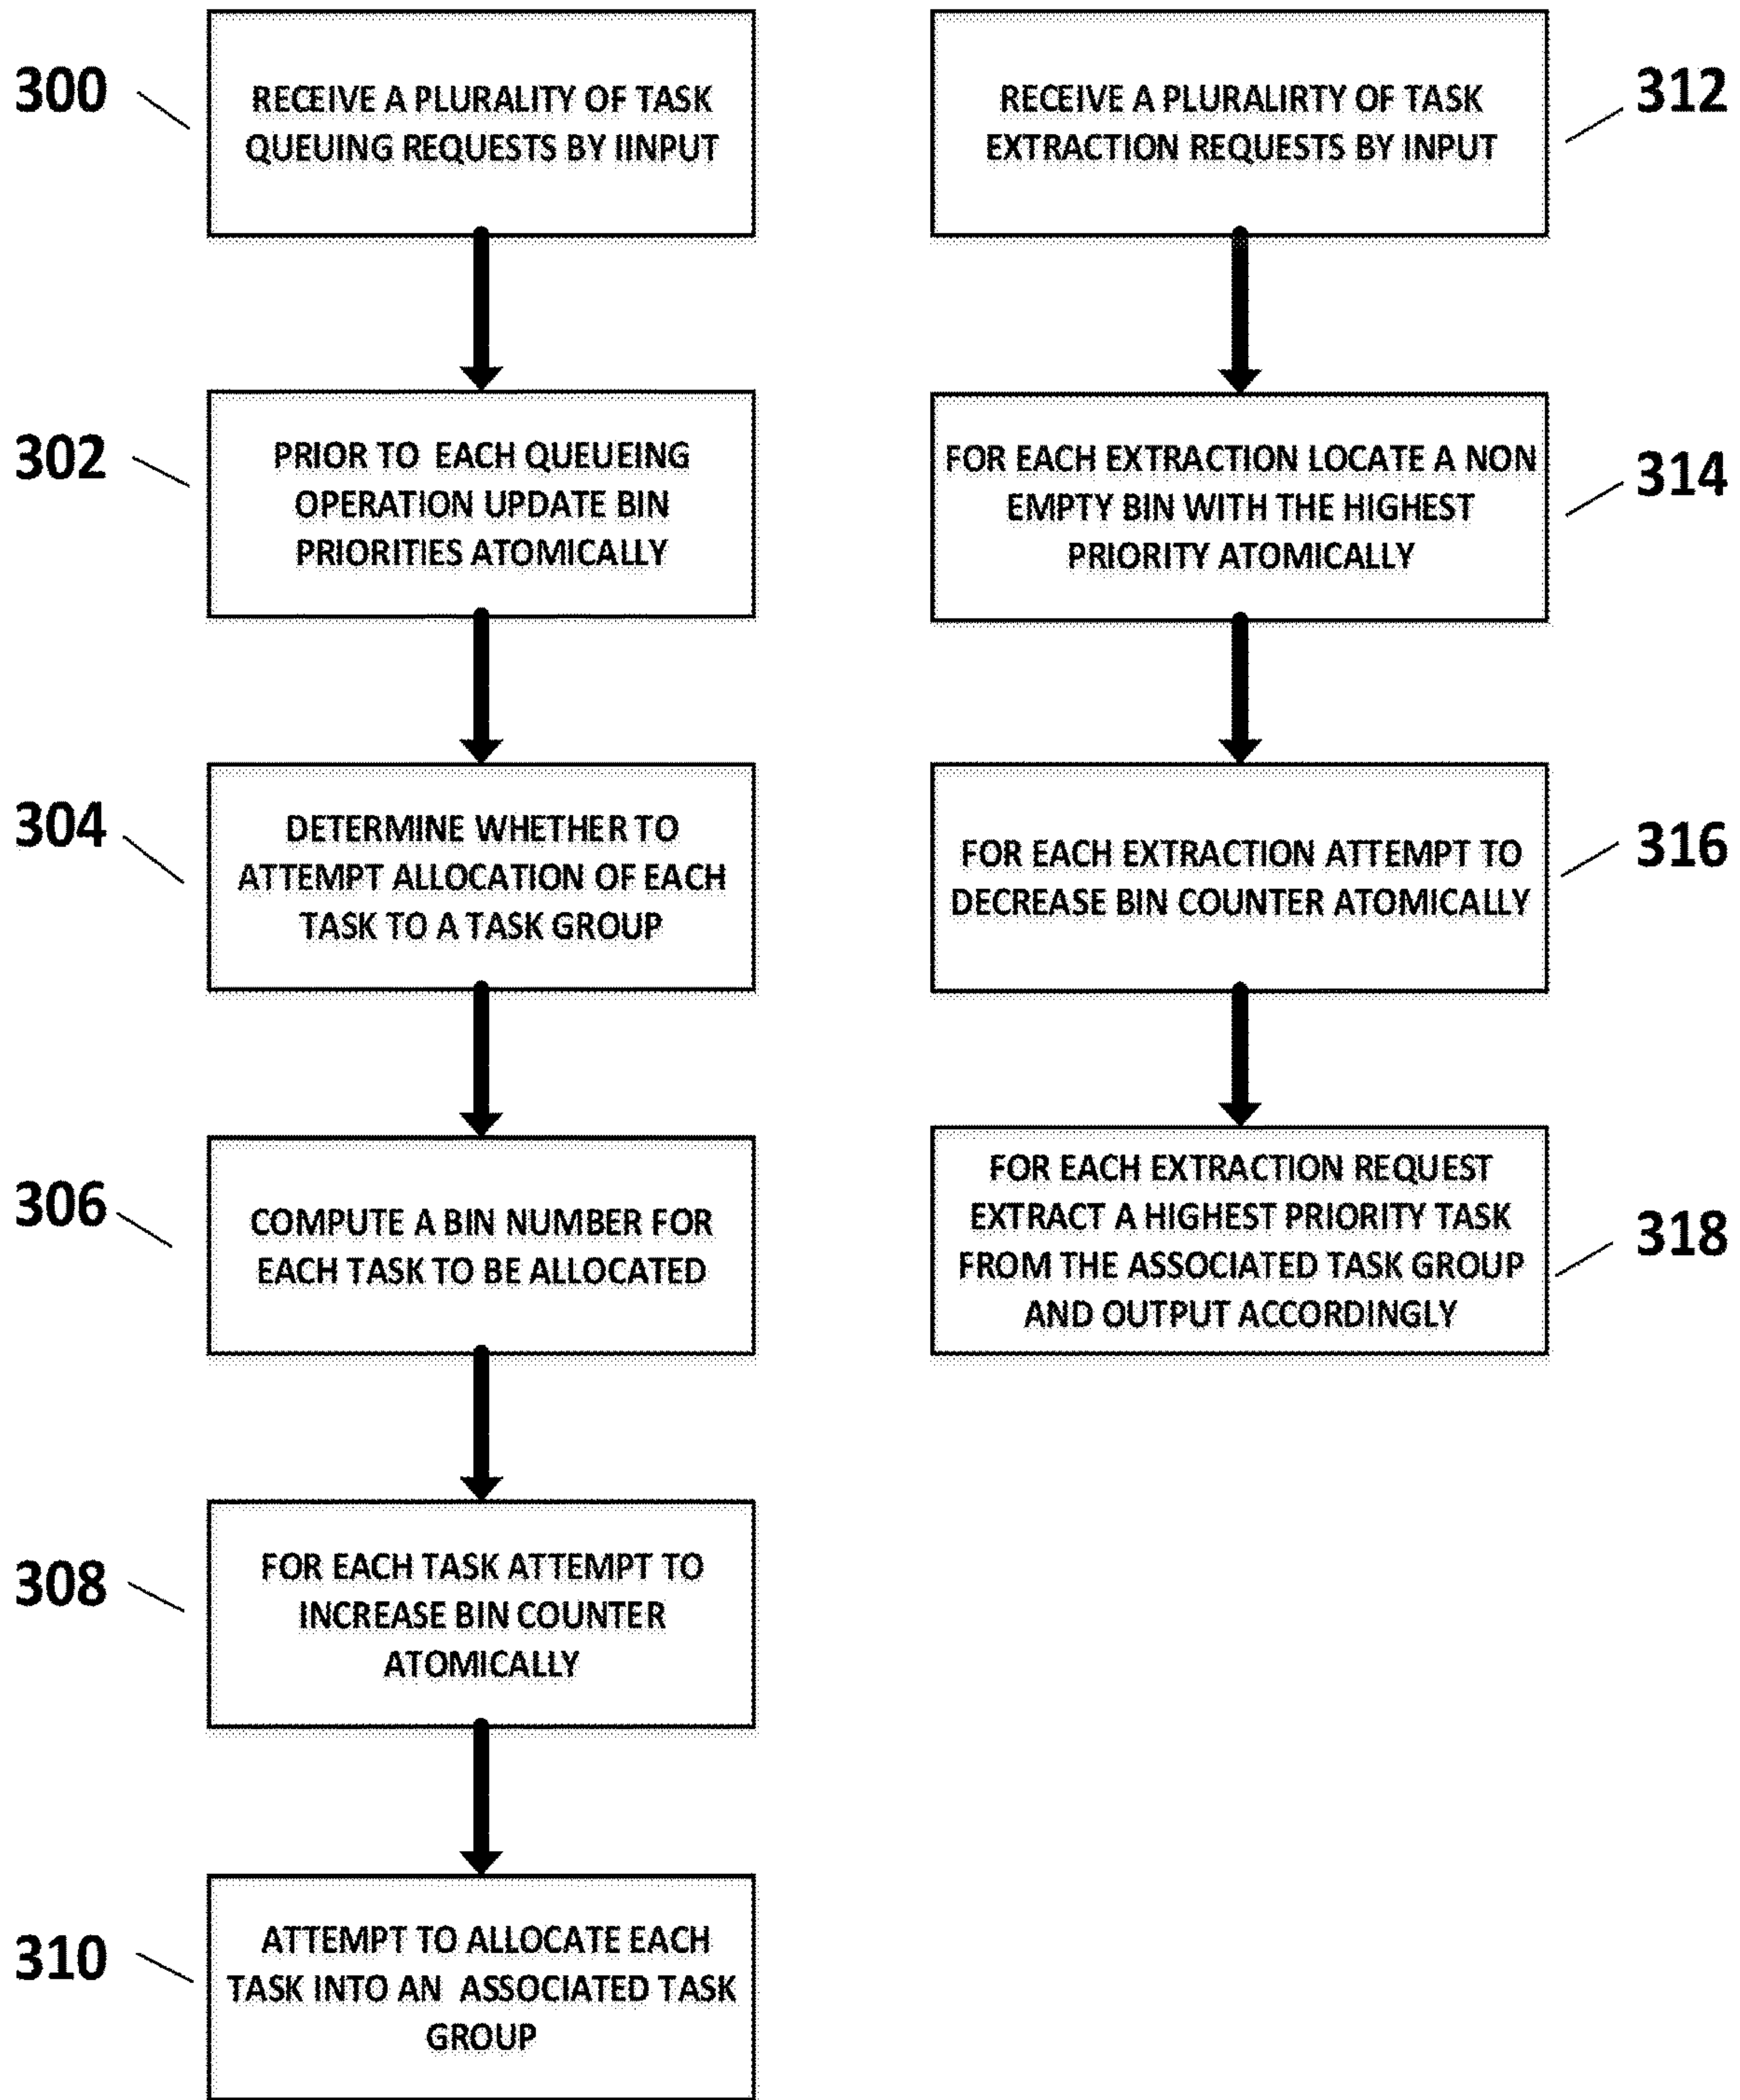 300
RECEIVE A PLURALITY OF TASK
QUEUING REQUESTS BY IINPUT
302
PRIOR TO EACH QUEUEING
OPERATION UPDATE BIN
PRIORITIES ATOMICALLY
304
DETERMINE WHETHER TO
ATTEMPT ALLOCATION OF EACH
TASK TO A TASK GROUP
306
COMPUTE A BIN NUMBER FOR
EACH TASK TO BE ALLOCATED
308
FOR EACH TASK ATTEMPT TO
INCREASE BIN COUNTER
ATOMICALLY
310
ATTEMPT TO ALLOCATE EACH
TASK INTO AN ASSOCIATED TASK
GROUP
312
RECEIVE A PLURALIRTY OF TASK
EXTRACTION REQUESTS BY INPUT
314
FOR EACH EXTRACTION LOCATE A NON
EMPTY BIN WITH THE HIGHEST
PRIORITY ATOMICALLY
316
FOR EACH EXTRACTION ATTEMPT TO
DECREASE BIN COUNTER ATOMICALLY
318
FOR EACH EXTRACTION REQUEST
EXTRACT A HIGHEST PRIORITY TASK
FROM THE ASSOCIATED TASK GROUP
AND OUTPUT ACCORDINGLY